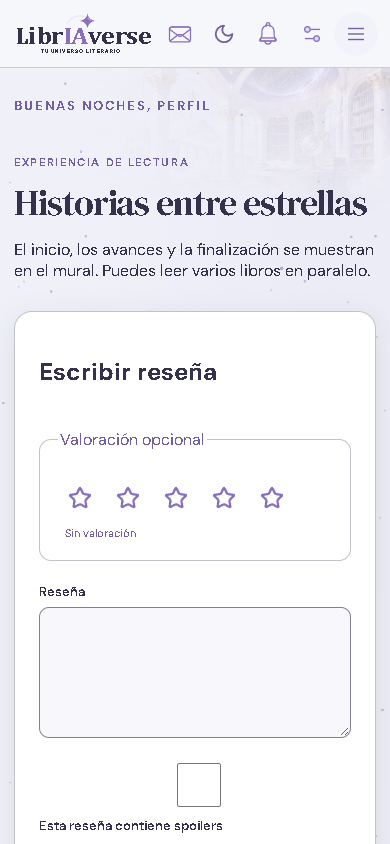 LibrIAverse
TU UNIVERSO LITERARIO
BUENAS NOCHES, PERFIL
EXPERIENCIA DE LECTURA
Historias entre estrellas
El inicio, los avances y la finalización se muestran
en el mural. Puedes leer varios libros en paralelo.
Escribir reseña
Valoración opcional
Sin valoración
Reseña
Esta reseña contiene spoilers